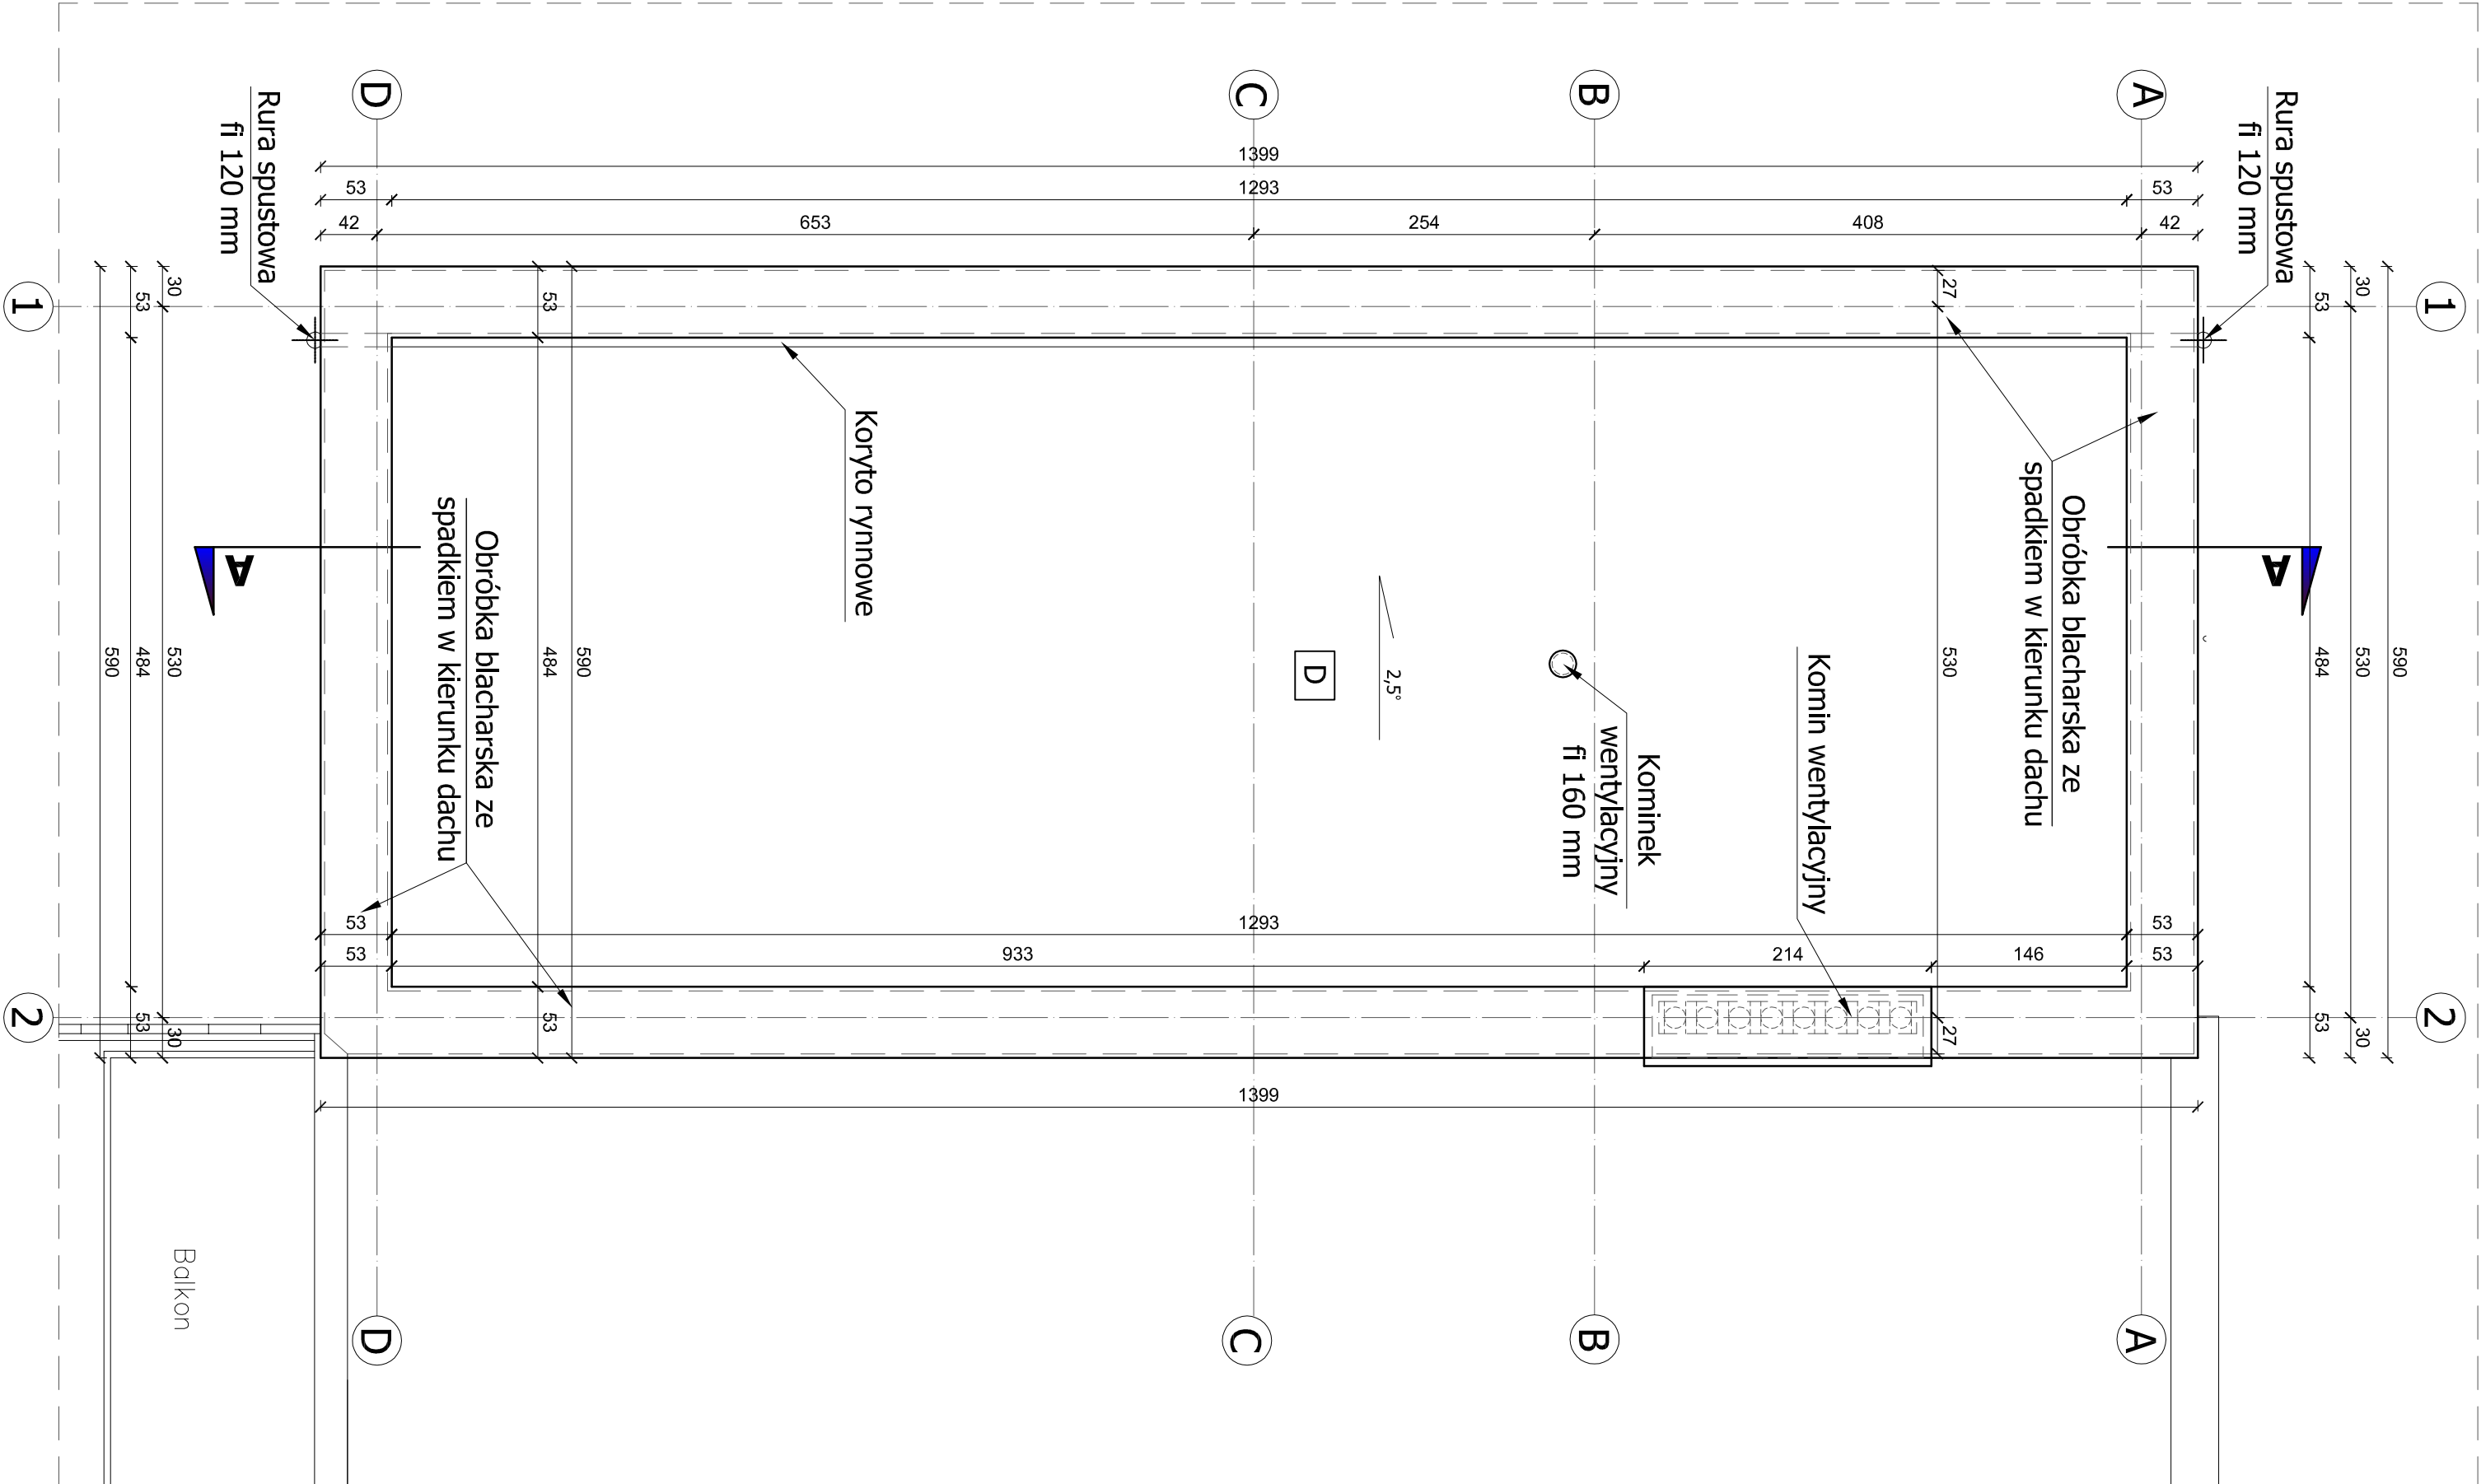 D
C
B
A
Rura spustowa
fi 120 mm
Rura spustowa
fi 120 mm
1399
53
1293
53
42
653
254
408
42
1
30
53
53
27
30
53
1
Koryto rynnowe
Obróbka blacharska ze
spadkiem w kierunku dachu
A
A
Obróbka blacharska ze
spadkiem w kierunku dachu
590
484
530
484
590
D
2,5°
530
484
530
590
Kominek
wentylacyjny
fi 160 mm
Komin wentylacyjny
53
1293
53
53
933
214
146
53
2
53
30
53
27
53
30
2
1399
Balkon
D
C
B
A